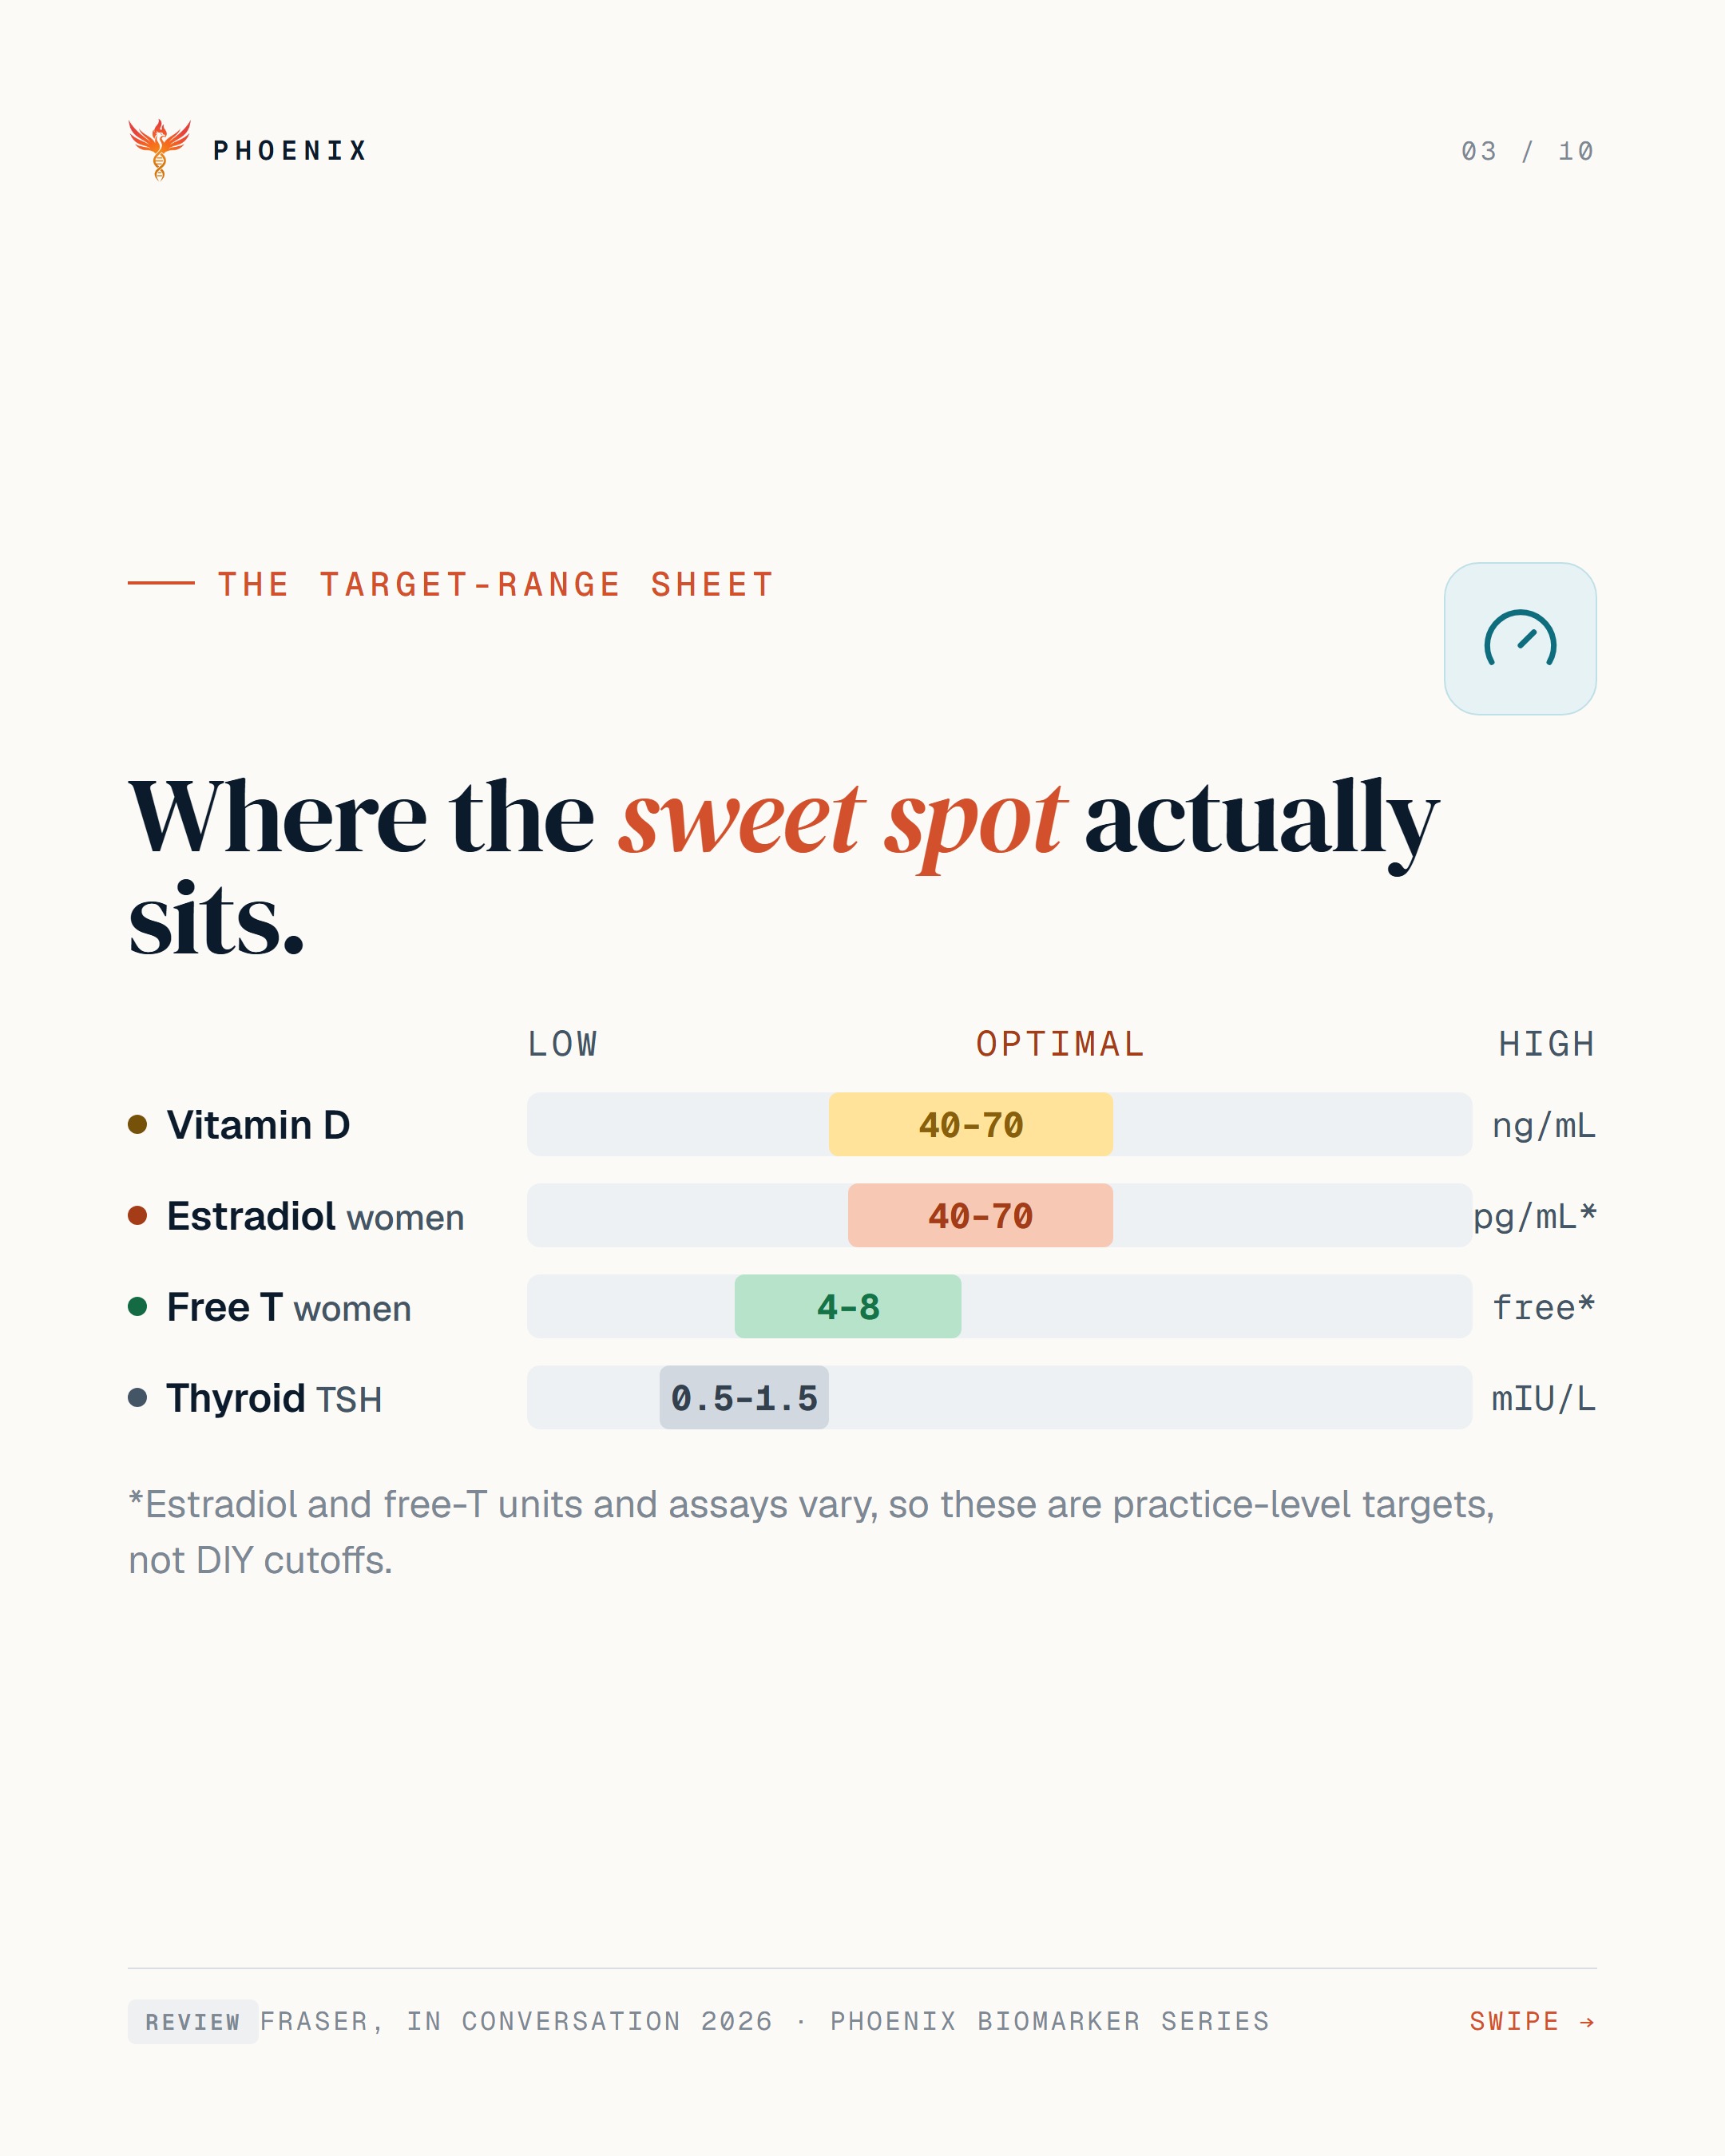 PHOENIX
03 / 10
THE TARGET-RANGE SHEET
Where the sweet spot actually
sits.
LOW OPTIMAL HIGH
Vitamin D 40–70 ng/mL
Estradiol women 40–70 pg/mL*
Free T women 4–8 free*
Thyroid TSH 0.5–1.5 mIU/L
*Estradiol and free-T units and assays vary, so these are practice-level targets,
not DIY cutoffs.
REVIEW FRASER, IN CONVERSATION 2026 · PHOENIX BIOMARKER SERIES
SWIPE →